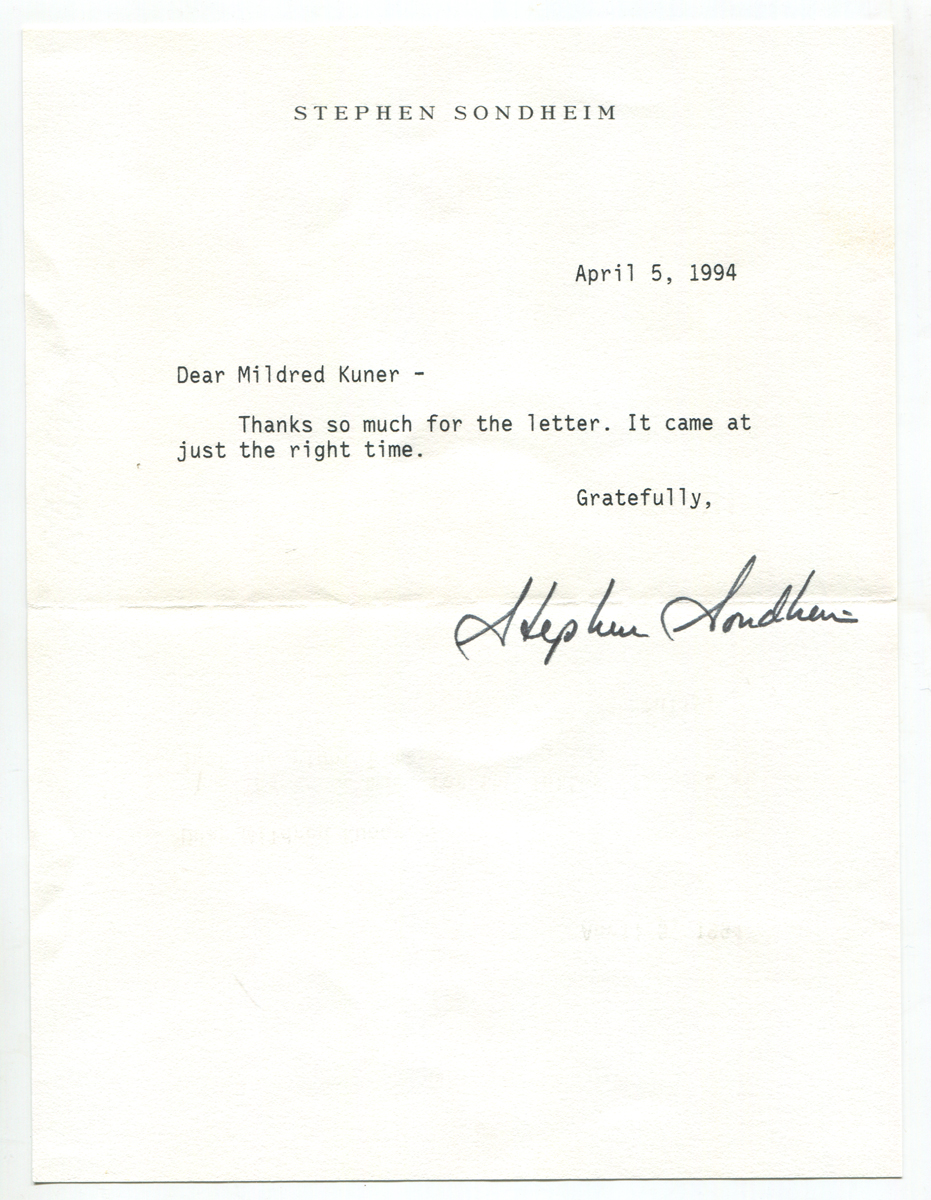 STEPHEN SONDHEIM
April 5, 1994
Dear Mildred Kuner -
Thanks so much for the letter. It came at
just the right time.
Gratefully,
Stephen Sondheim